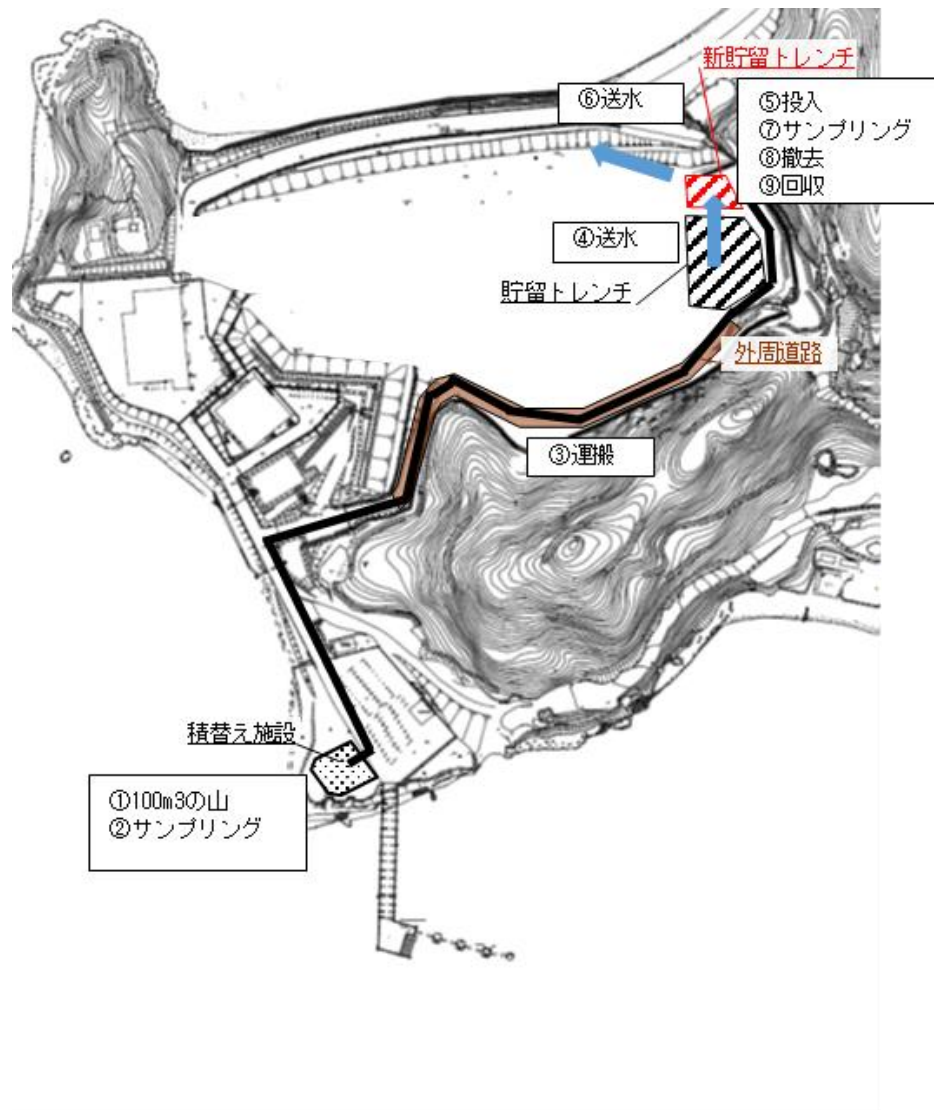 新貯留トレンチ
⑥送水
⑤投入
⑦サンプリング
⑧撤去
⑨回収
④送水
貯留トレンチ
外周道路
③運搬
積替え施設
①100m3の山
②サンプリング